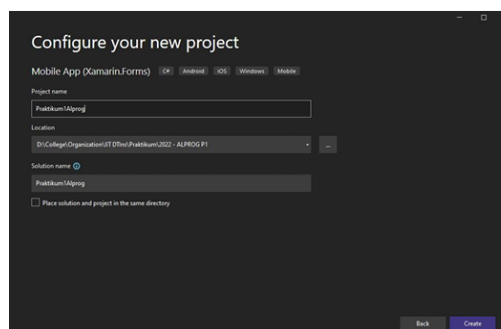 Configure your new project
Mobile App (Xamarin.Forms) C# Android iOS Windows Mobile
Project name
Praktikum1Alprog
Location
D:\College\Organization\IT DTIns\Praktikum\2022 - ALPROG P1
...
Solution name
Praktikum1Alprog
Place solution and project in the same directory
Back Create